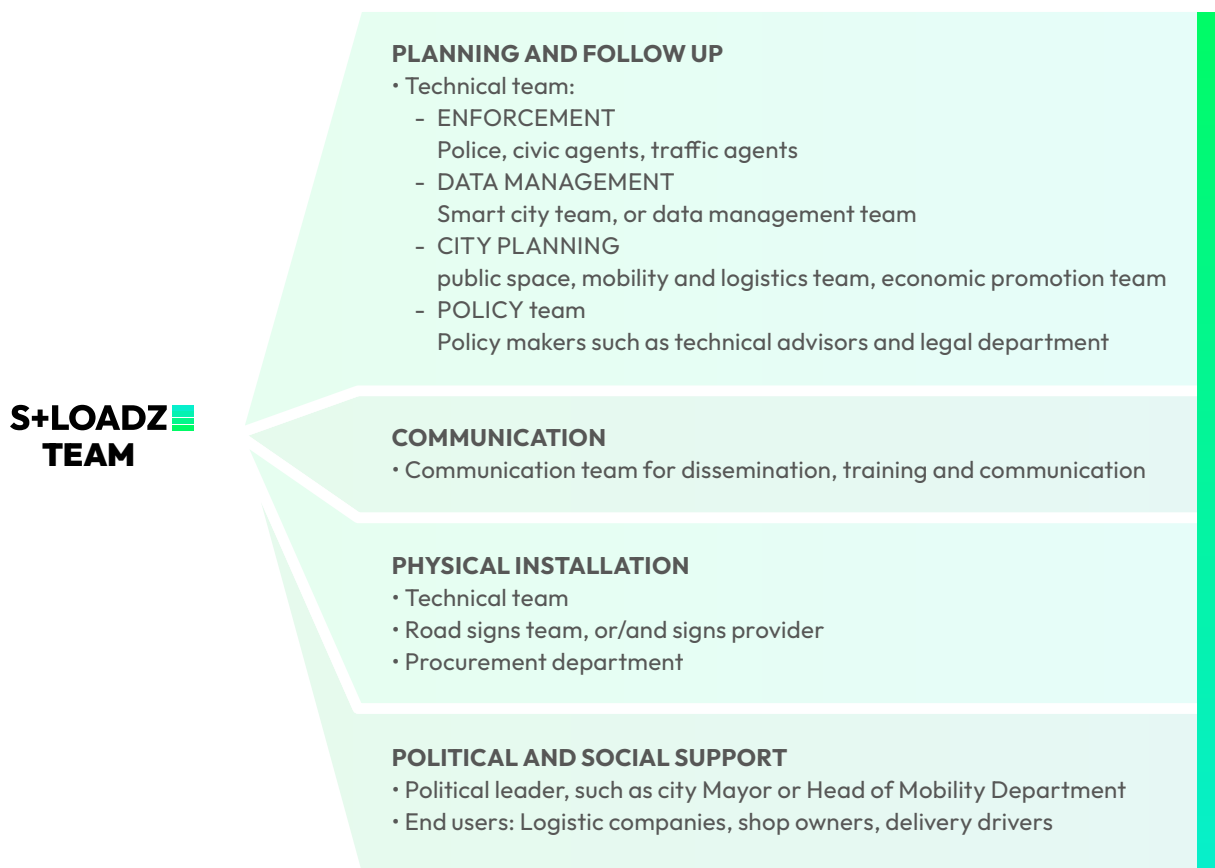 PLANNING AND FOLLOW UP
• Technical team:
- ENFORCEMENT
Police, civic agents, traffic agents
- DATA MANAGEMENT
Smart city team, or data management team
- CITY PLANNING
public space, mobility and logistics team, economic promotion team
- POLICY team
Policy makers such as technical advisors and legal department
S+LOADZ
TEAM
COMMUNICATION
• Communication team for dissemination, training and communication
PHYSICAL INSTALLATION
• Technical team
• Road signs team, or/and signs provider
• Procurement department
POLITICAL AND SOCIAL SUPPORT
• Political leader, such as city Mayor or Head of Mobility Department
• End users: Logistic companies, shop owners, delivery drivers